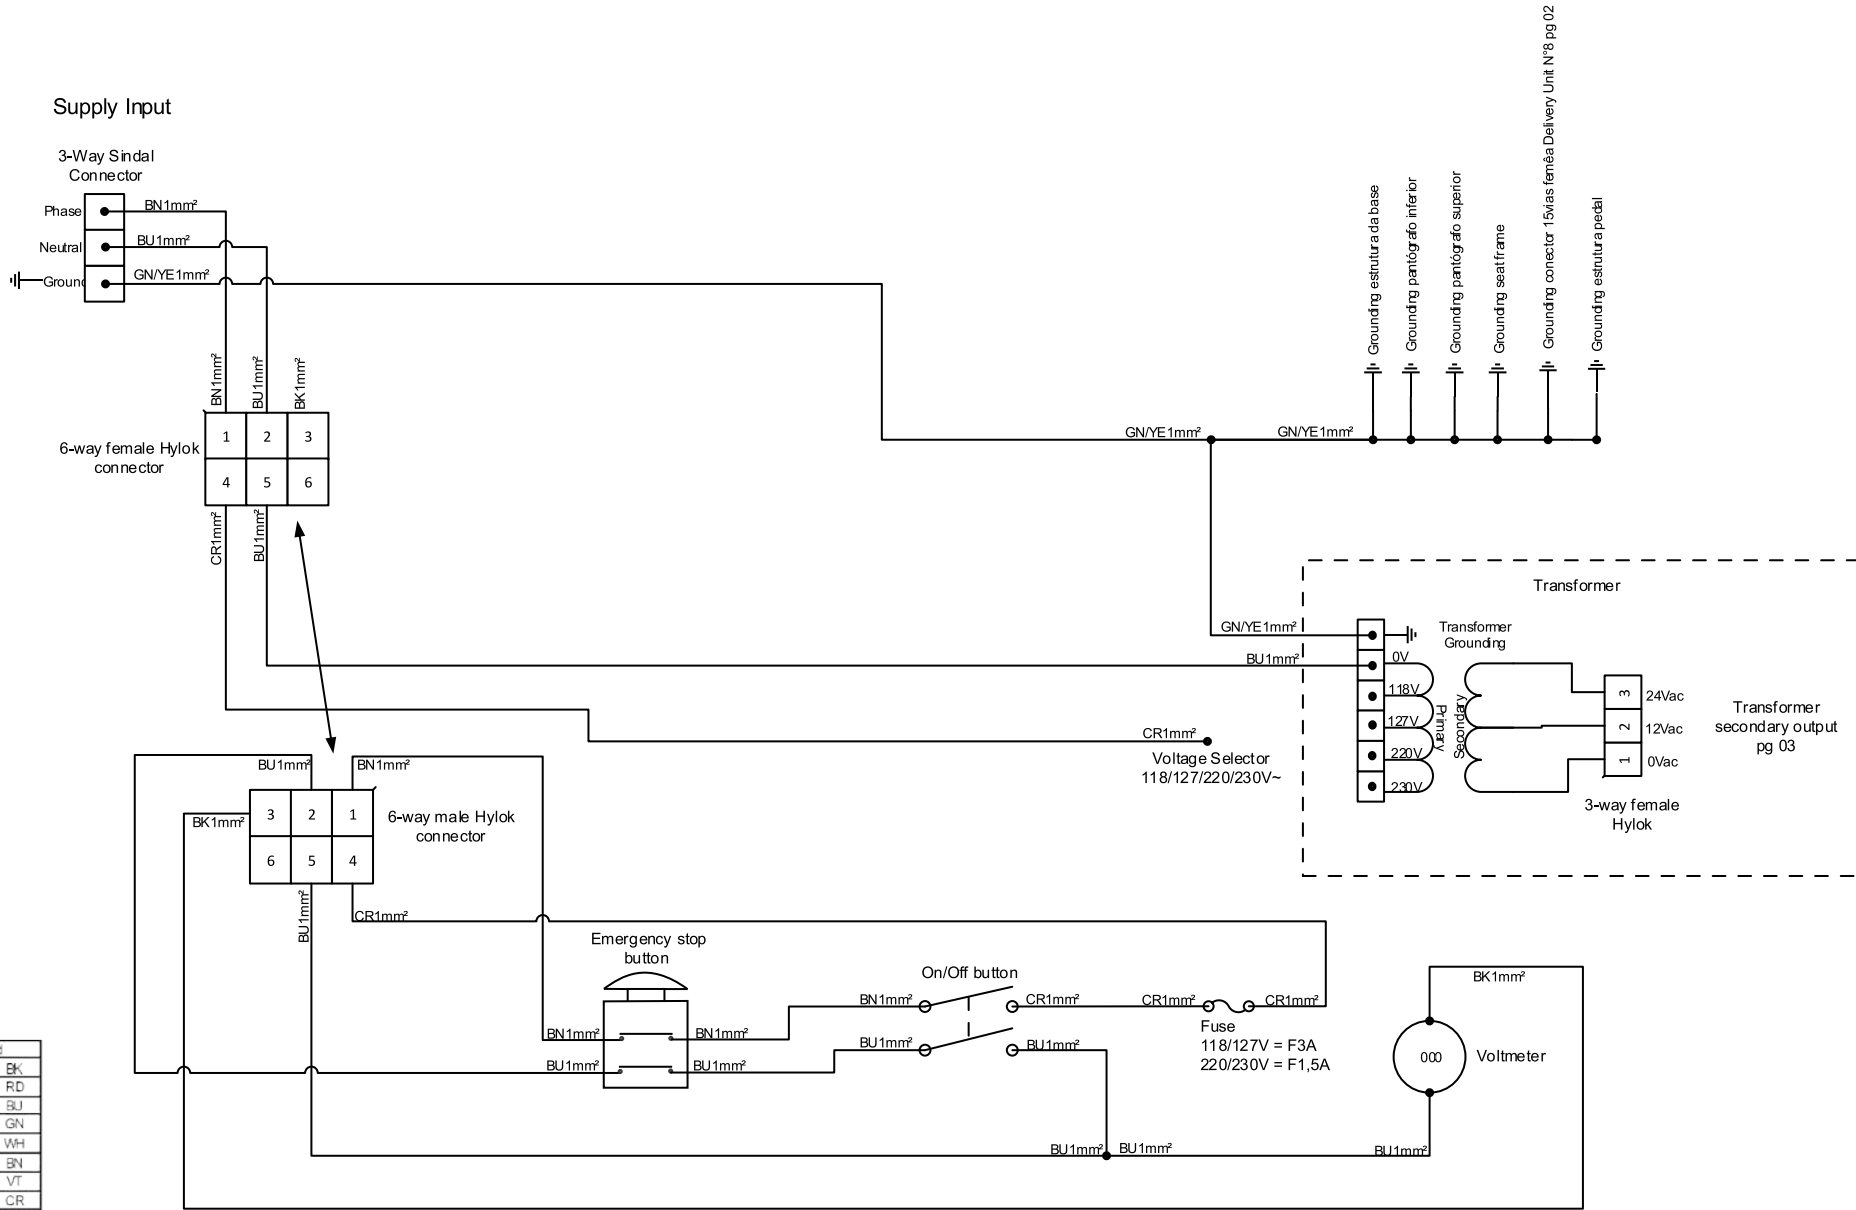 Supply Input
3-Way Sindal
Connector
Phase
BN1mm²
Neutral
BU1mm²
Ground
GN/YE1mm²
BN1mm²
BU1mm²
BK1mm²
6-way female Hylok
connector
1
2
3
4
5
6
CR1mm²
BU1mm²
Grounding estrutura da base
Grounding pantógrafo inferior
Grounding pantógrafo superior
Grounding seat frame
Grounding conector 15vias femêa Delivery Unit N°8 pg 02
Grounding estrutura pedal
GN/YE1mm²
GN/YE1mm²
Transformer
GN/YE1mm²
Transformer
Grounding
BU1mm²
0V
118V
127V
220V
230V
Primary
Secondary
3
24Vac
2
12Vac
1
0Vac
Transformer
secondary output
pg 03
3-way female
Hylok
CR1mm²
Voltage Selector
118/127/220/230V~
BU1mm²
BN1mm²
BK1mm²
3
2
1
6
5
4
6-way male Hylok
connector
BU1mm²
CR1mm²
Emergency stop
button
On/Off button
BN1mm²
BN1mm²
BN1mm²
CR1mm²
CR1mm²
CR1mm²
BU1mm²
BU1mm²
BU1mm²
BU1mm²
Fuse
118/127V = F3A
220/230V = F1,5A
BK1mm²
000
Voltmeter
BU1mm²
BU1mm²
BU1mm²
BK
RD
BU
GN
WH
BN
VT
CR